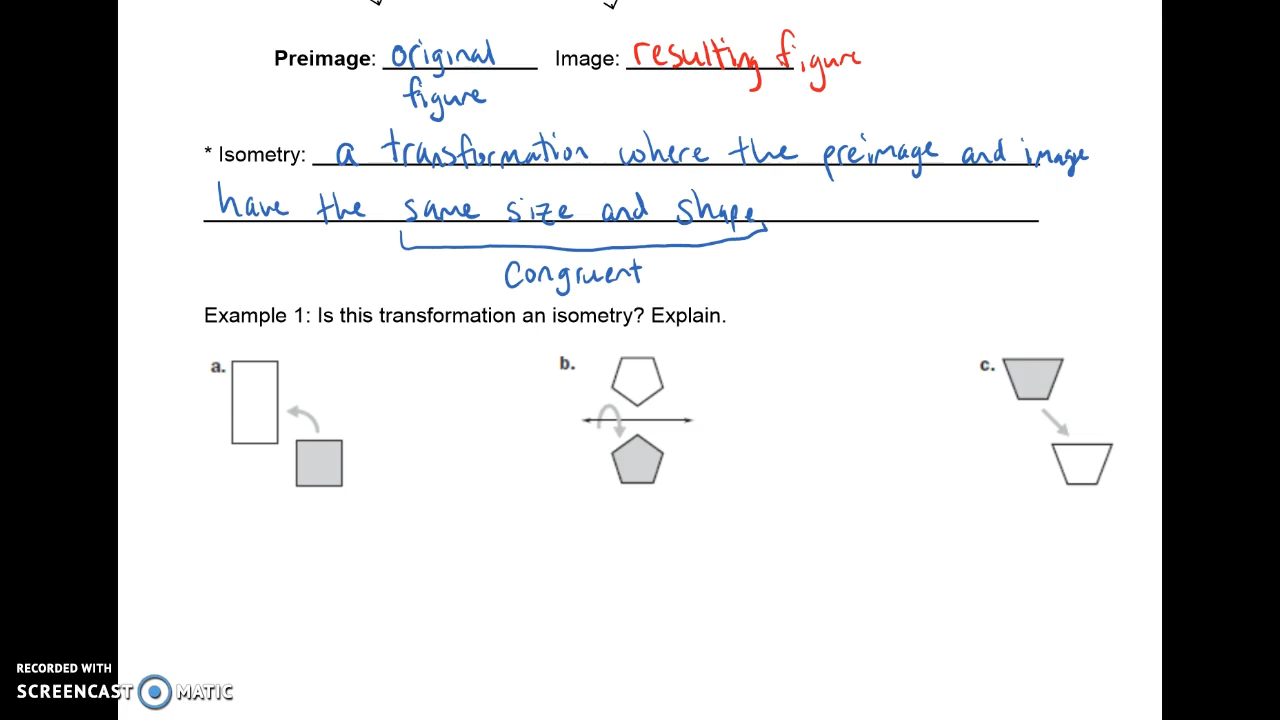 Preimage: original Image: resulting figure
figure
* Isometry: a transformation where the preimage and image
have the same size and shape
Congruent
Example 1: Is this transformation an isometry? Explain.
a. b. c.
RECORDED WITH
SCREENCAST MATIC